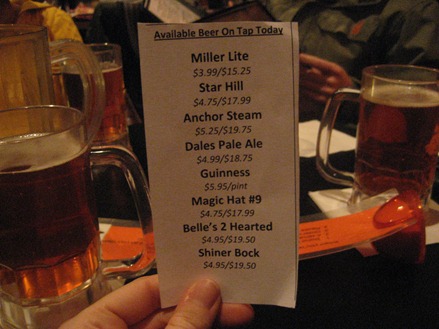 Available Beer On Tap Today
Miller Lite
$3.99/$15.25
Star Hill
$4.75/$17.99
Anchor Steam
$5.25/$19.75
Dales Pale Ale
$4.99/$18.75
Guinness
$5.95/pint
Magic Hat #9
$4.75/$17.99
Belle's 2 Hearted
$4.95/$19.50
Shiner Bock
$4.95/$19.50